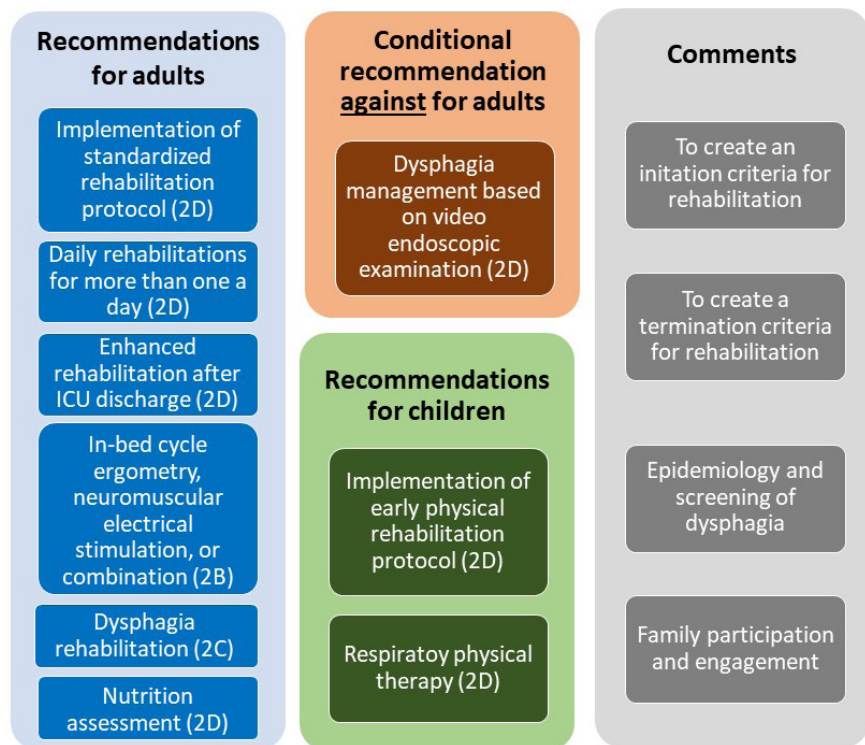 Recommendations
for adults
Implementation of
standardized
rehabilitation
protocol (2D)
Daily rehabilitations
for more than one a
day (2D)
Enhanced
rehabilitation after
ICU discharge (2D)
In-bed cycle
ergometry,
neuromuscular
electrical
stimulation, or
combination (2B)
Dysphagia
rehabilitation (2C)
Nutrition
assessment (2D)
Conditional
recommendation
against for adults
Dysphagia
management based
on video
endoscopic
examination (2D)
Recommendations
for children
Implementation of
early physical
rehabilitation
protocol (2D)
Respiratoy physical
therapy (2D)
Comments
To create an
initation criteria for
rehabilitation
To create a
termination criteria
for rehabilitation
Epidemiology and
screening of
dysphagia
Family participation
and engagement